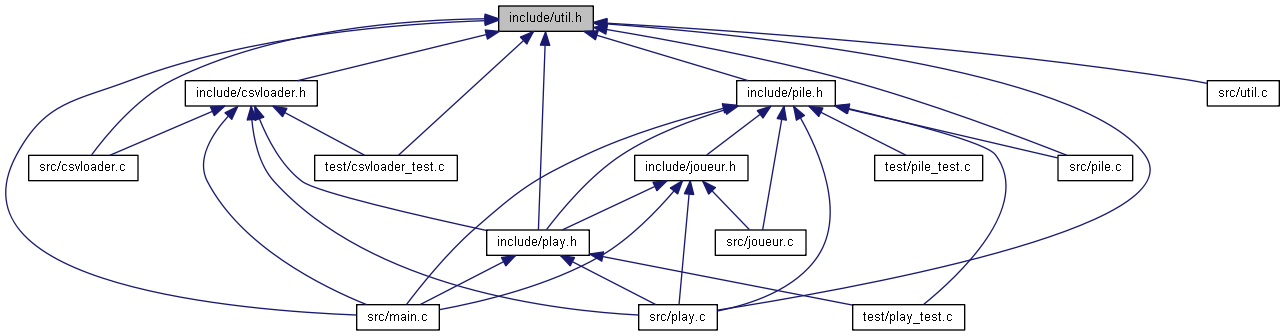 include/util.h
include/csvloader.h
include/pile.h
src/util.c
src/csvloader.c
test/csvloader_test.c
include/joueur.h
test/pile_test.c
src/pile.c
include/play.h
src/joueur.c
src/main.c
src/play.c
test/play_test.c